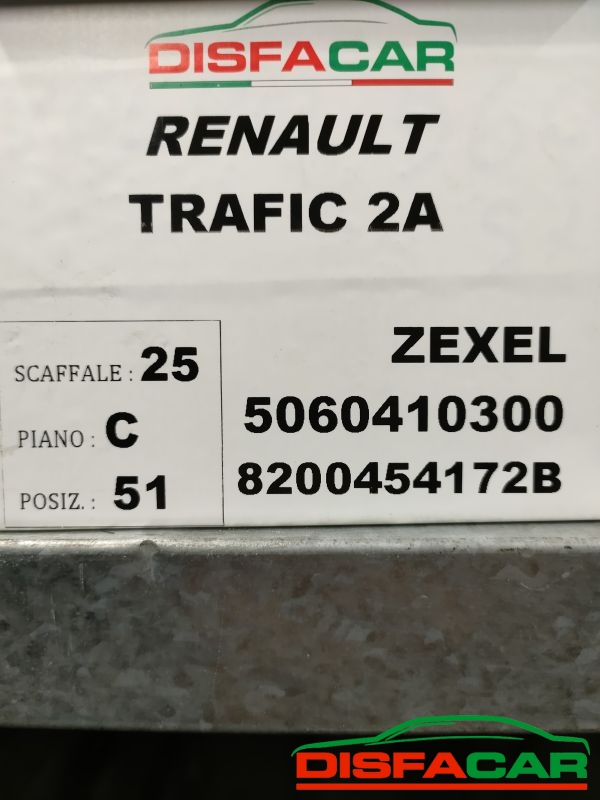 DISFACAR
RENAULT
TRAFIC 2A
SCAFFALE : 25
PIANO : C
POSIZ. : 51
ZEXEL
5060410300
8200454172B
DISFACAR